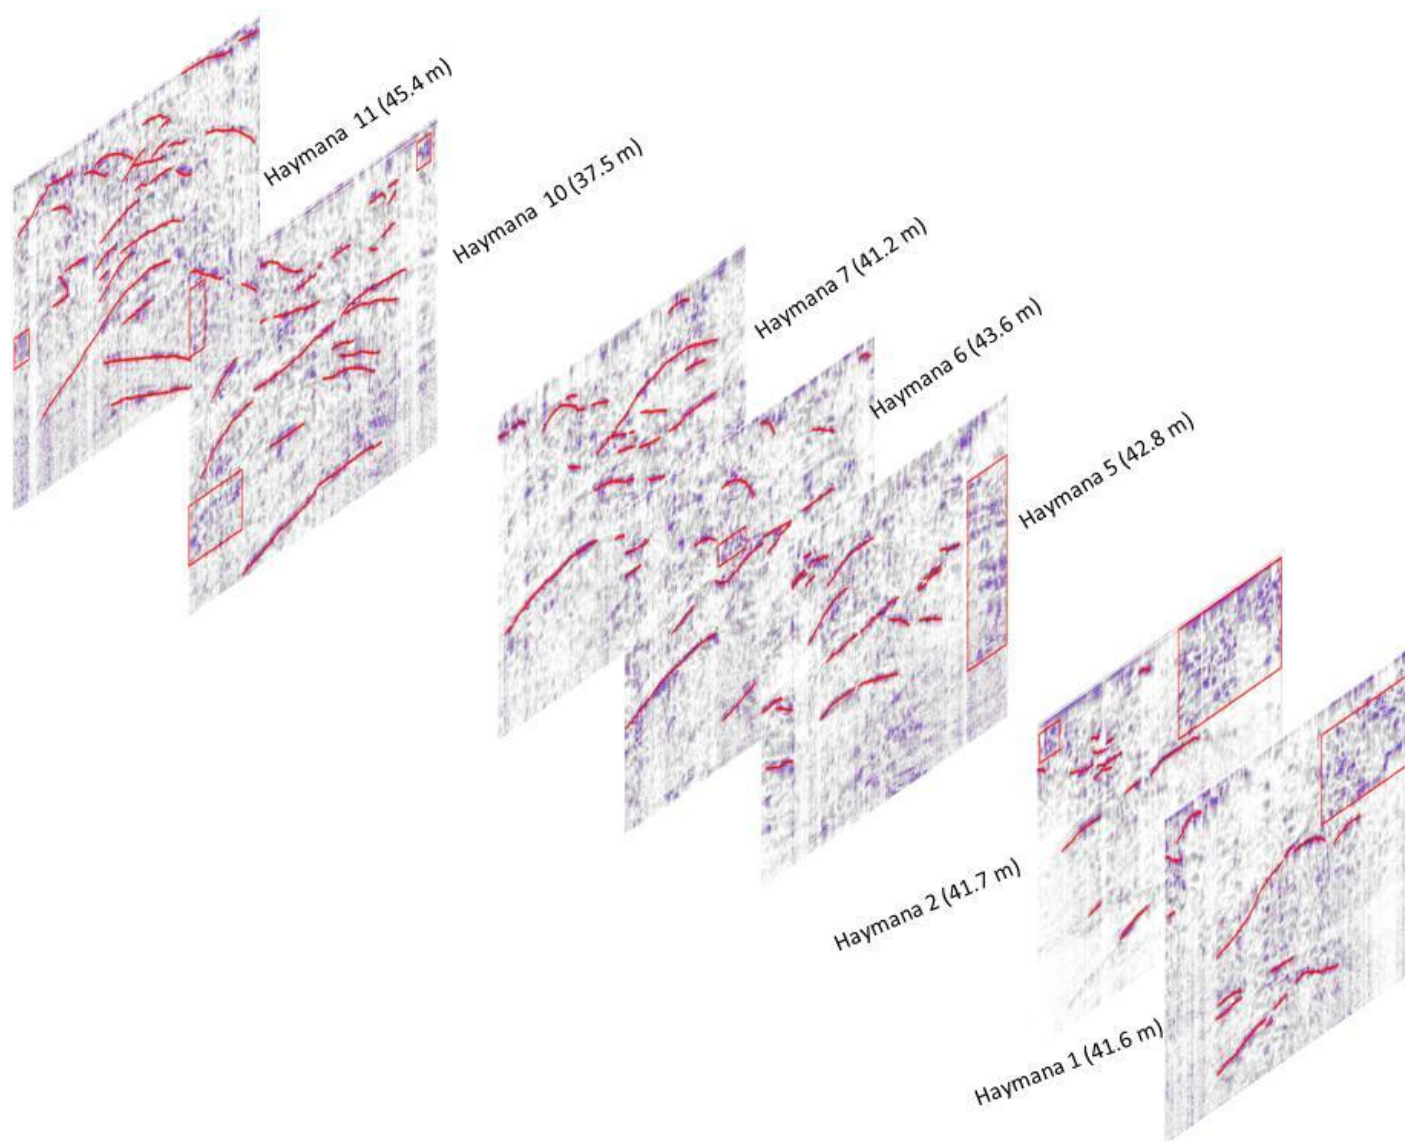 Haymana 11 (45.4 m)
Haymana 10 (37.5 m)
Haymana 7 (41.2 m)
Haymana 6 (43.6 m)
Haymana 5 (42.8 m)
Haymana 2 (41.7 m)
Haymana 1 (41.6 m)